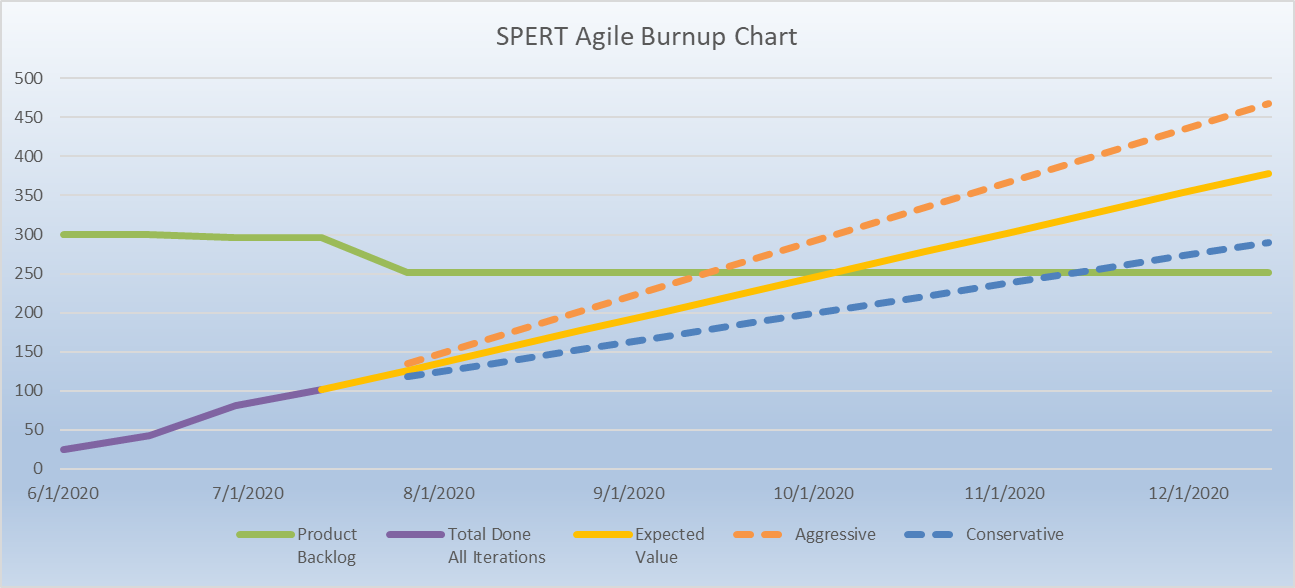 SPERT Agile Burnup Chart
500
450
400
350
300
250
200
150
100
50
0
6/1/2020 7/1/2020 8/1/2020 9/1/2020 10/1/2020 11/1/2020 12/1/2020
Product Backlog
Total Done All Iterations
Expected Value
Aggressive
Conservative